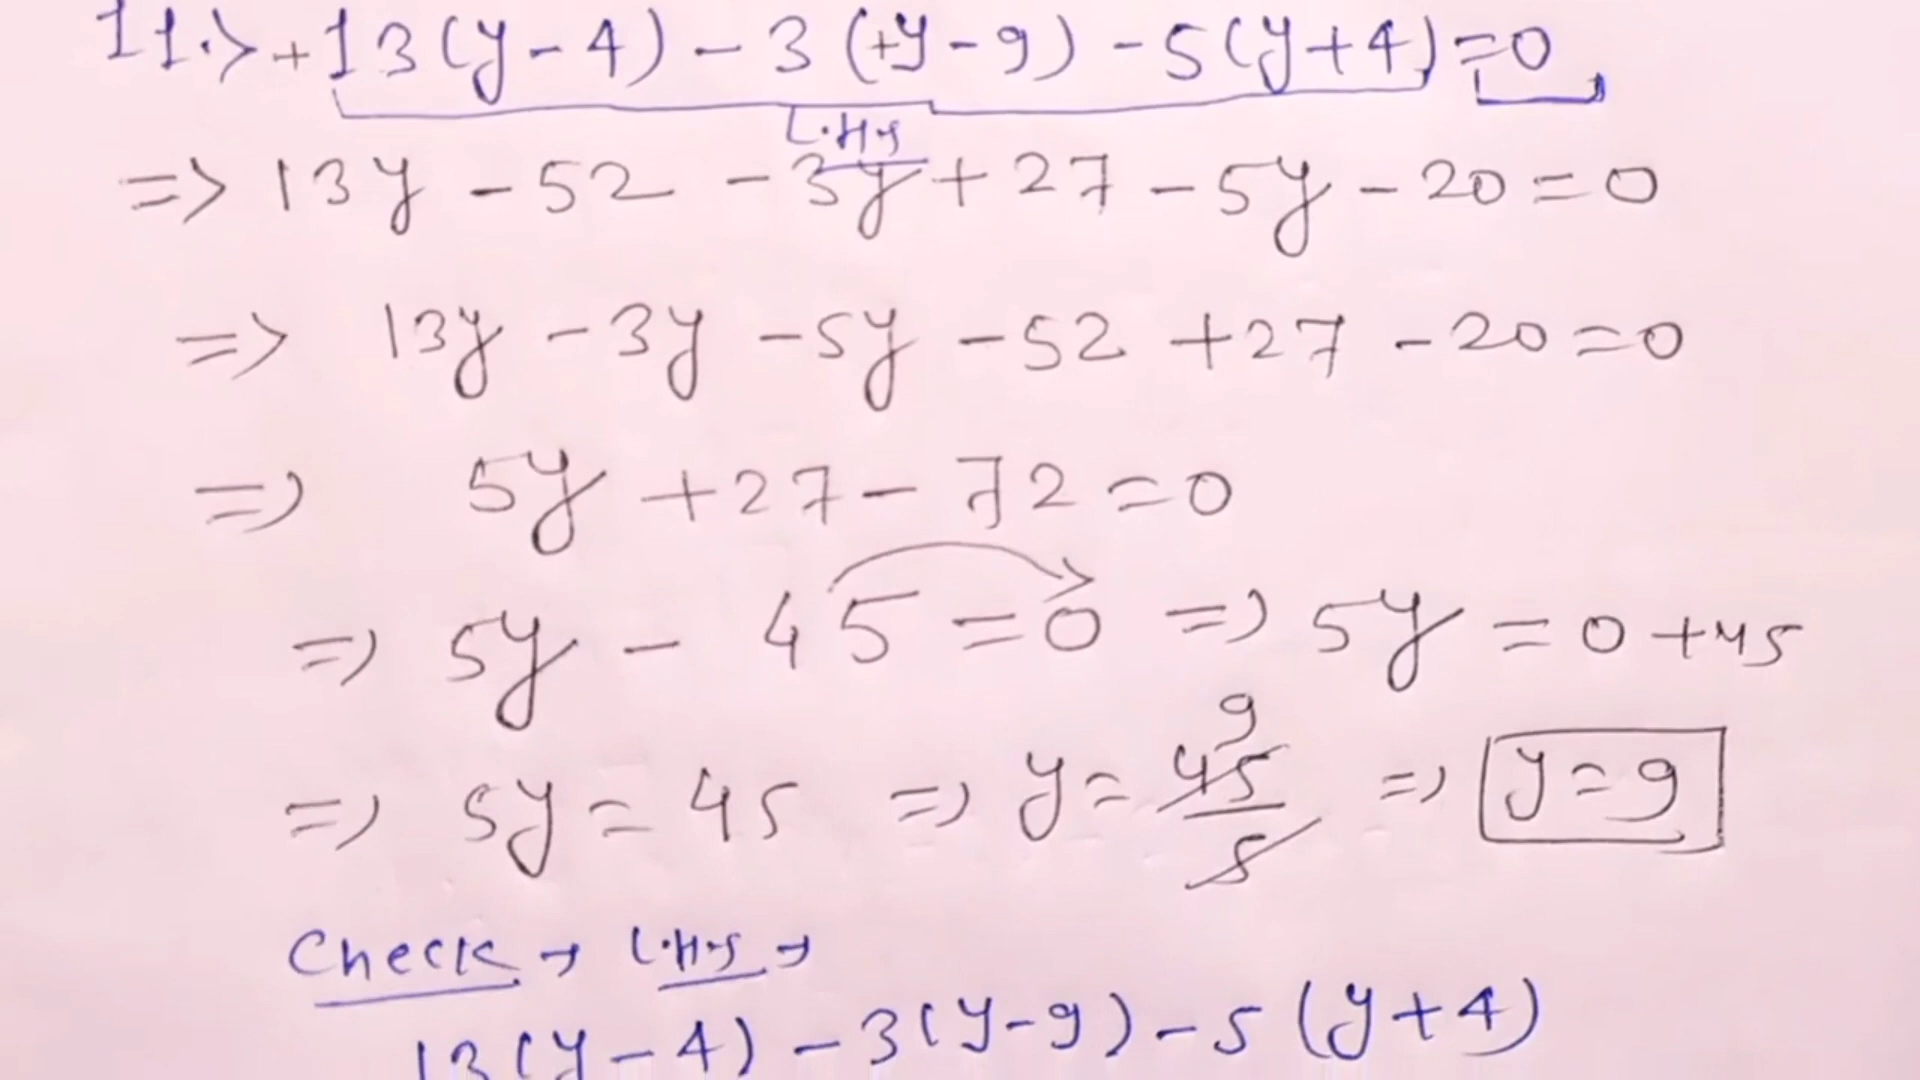 11.> +13(y-4)-3(+y-9)-5(y+4)=0
L.H.S
=> 13y-52-3y+27-5y-20=0
=> 13y-3y-5y-52+27-20=0
=> 5y+27-72=0
=> 5y-45=0 => 5y=0+45
=> 5y=45 => y=45/5 9 => y=9
Check → L.H.S →
13(y-4)-3(y-9)-5(y+4)